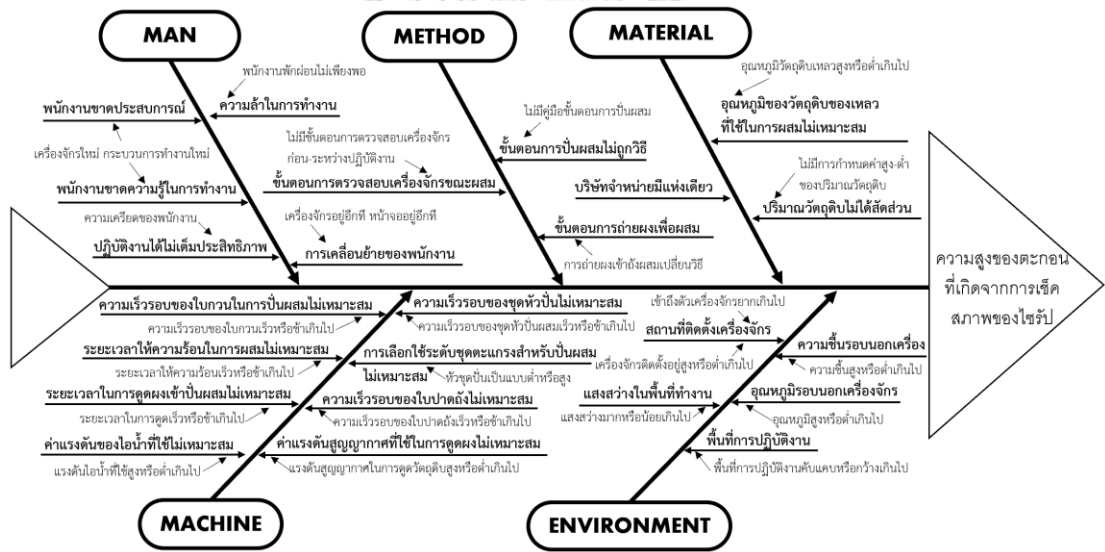 MAN
METHOD
MATERIAL
พนักงานพักผ่อนไม่เพียงพอ
พนักงานขาดประสบการณ์
ความล้าในการทำงาน
เครื่องจักรใหม่ กระบวนการทำงานใหม่
พนักงานขาดความรู้ในการทำงาน
ความเครียดของพนักงาน
ปฏิบัติงานได้ไม่เต็มประสิทธิภาพ
เครื่องจักรอยู่อีกที หน้าจออยู่อีกที
การเคลื่อนย้ายของพนักงาน
ไม่มีคู่มือขั้นตอนการปั่นผสม
ขั้นตอนการปั่นผสมไม่ถูกวิธี
ไม่มีขั้นตอนการตรวจสอบเครื่องจักร
ก่อน-ระหว่างปฏิบัติงาน
ขั้นตอนการตรวจสอบเครื่องจักรขณะผสม
ขั้นตอนการถ่ายผงเพื่อผสม
การถ่ายผงเข้าถังผสมเปลี่ยนวิธี
อุณหภูมิวัตถุดิบเหลวสูงหรือต่ำเกินไป
อุณหภูมิของวัตถุดิบของเหลว
ที่ใช้ในการผสมไม่เหมาะสม
บริษัทจำหน่ายมีแห่งเดียว
ไม่มีการกำหนดค่าสูง-ต่ำ
ของปริมาณวัตถุดิบ
ปริมาณวัตถุดิบไม่ได้สัดส่วน
ความสูงของตะกอน
ที่เกิดจากการเช็ค
สภาพของไซรัป
ความเร็วรอบของใบกวนในการปั่นผสมไม่เหมาะสม
ความเร็วรอบของใบกวนเร็วหรือช้าเกินไป
ความเร็วรอบของชุดหัวปั่นไม่เหมาะสม
ความเร็วรอบของชุดหัวปั่นผสมเร็วหรือช้าเกินไป
ระยะเวลาให้ความร้อนในการผสมไม่เหมาะสม
ระยะเวลาให้ความร้อนเร็วหรือช้าเกินไป
การเลือกใช้ระดับชุดตะแกรงสำหรับปั่นผสม
ไม่เหมาะสม
หัวชุดปั่นเป็นแบบต่ำหรือสูง
ระยะเวลาในการดูดผงเข้าปั่นผสมไม่เหมาะสม
ระยะเวลาในการดูดเร็วหรือช้าเกินไป
ความเร็วรอบของใบปาดถังไม่เหมาะสม
ความเร็วรอบของใบปาดถังเร็วหรือช้าเกินไป
ค่าแรงดันของไอน้ำที่ใช้ไม่เหมาะสม
แรงดันไอน้ำที่ใช้สูงหรือต่ำเกินไป
ค่าแรงดันสูญญากาศที่ใช้ในการดูดผงไม่เหมาะสม
แรงดันสูญญากาศในการดูดวัตถุดิบสูงหรือต่ำเกินไป
เข้าถึงตัวเครื่องจักรยากเกินไป
สถานที่ติดตั้งเครื่องจักร
เครื่องจักรติดตั้งอยู่สูงหรือต่ำเกินไป
ความชื้นรอบนอกเครื่อง
ความชื้นสูงหรือต่ำเกินไป
แสงสว่างในพื้นที่ทำงาน
แสงสว่างมากหรือน้อยเกินไป
อุณหภูมิรอบนอกเครื่องจักร
อุณหภูมิสูงหรือต่ำเกินไป
พื้นที่การปฏิบัติงาน
พื้นที่การปฏิบัติงานคับแคบหรือกว้างเกินไป
MACHINE
ENVIRONMENT